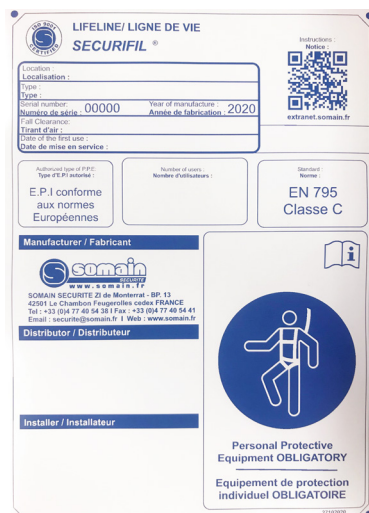 ISO 9001
CERTIFIED
LIFELINE/ LIGNE DE VIE
SECURIFIL ®
Instructions :
Notice :
extranet.somain.fr
Location :
Localisation :
Type :
Type :
Serial number:
Numéro de série : 00000
Year of manufacture :
Année de fabrication : 2020
Fall Clearance:
Tirant d'air :
Date of the first use :
Date de mise en service :
Authorized type of P.P.E:
Type d'E.P.I autorisé :
E.P.I conforme
aux normes
Européennes
Number of users :
Nombre d'utilisateurs :
Standard :
Norme :
EN 795
Classe C
Manufacturer / Fabricant
somain
SECURITE
www.somain.fr
SOMAIN SECURITE ZI de Monterrat - BP. 13
42501 Le Chambon Feugerolles cedex FRANCE
Tel : +33 (0)4 77 40 54 38 I Fax : +33 (0)4 77 40 54 41
Email : securite@somain.fr I Web : www.somain.fr
Distributor / Distributeur
Installer / Installateur
i
Personal Protective
Equipment OBLIGATORY
Equipement de protection
individuel OBLIGATOIRE